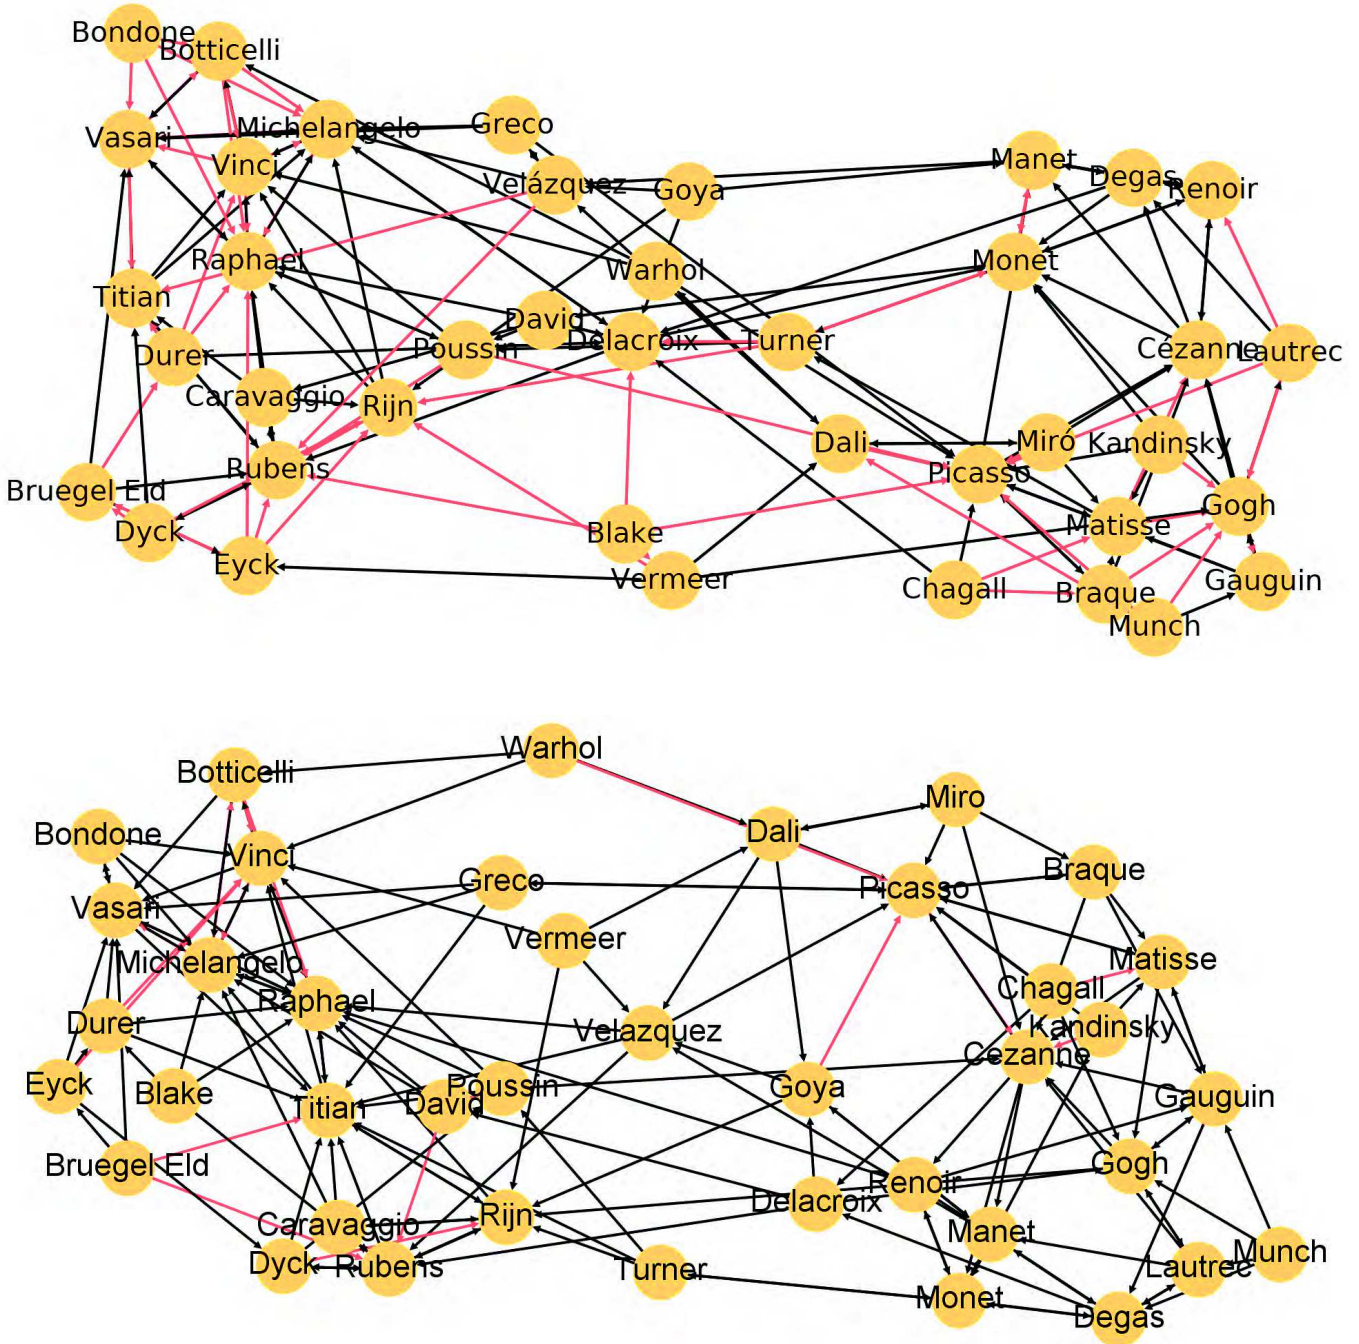 Bondone
Botticelli
Vasari
Michelangelo
Greco
Vinci
Velázquez
Goya
Manet
Degas
Renoir
Raphael
Warhol
Monet
Titian
David
Durer
Poussin
Delacroix
Turner
Cézanne
Lautrec
Caravaggio
Rijn
Dali
Miró
Kandinsky
Rubens
Picasso
Bruegel Eld
Gogh
Dyck
Blake
Matisse
Eyck
Vermeer
Chagall
Braque
Gauguin
Munch
Warhol
Botticelli
Miro
Bondone
Dali
Vinci
Braque
Greco
Picasso
Vasari
Vermeer
Michelangelo
Matisse
Chagall
Raphael
Durer
Velazquez
Kandinsky
Cezanne
Eyck
Blake
Poussin
Goya
Titian
David
Gauguin
Bruegel Eld
Gogh
Renoir
Delacroix
Caravaggio
Rijn
Manet
Munch
Dyck
Rubens
Turner
Lautrec
Monet
Degas